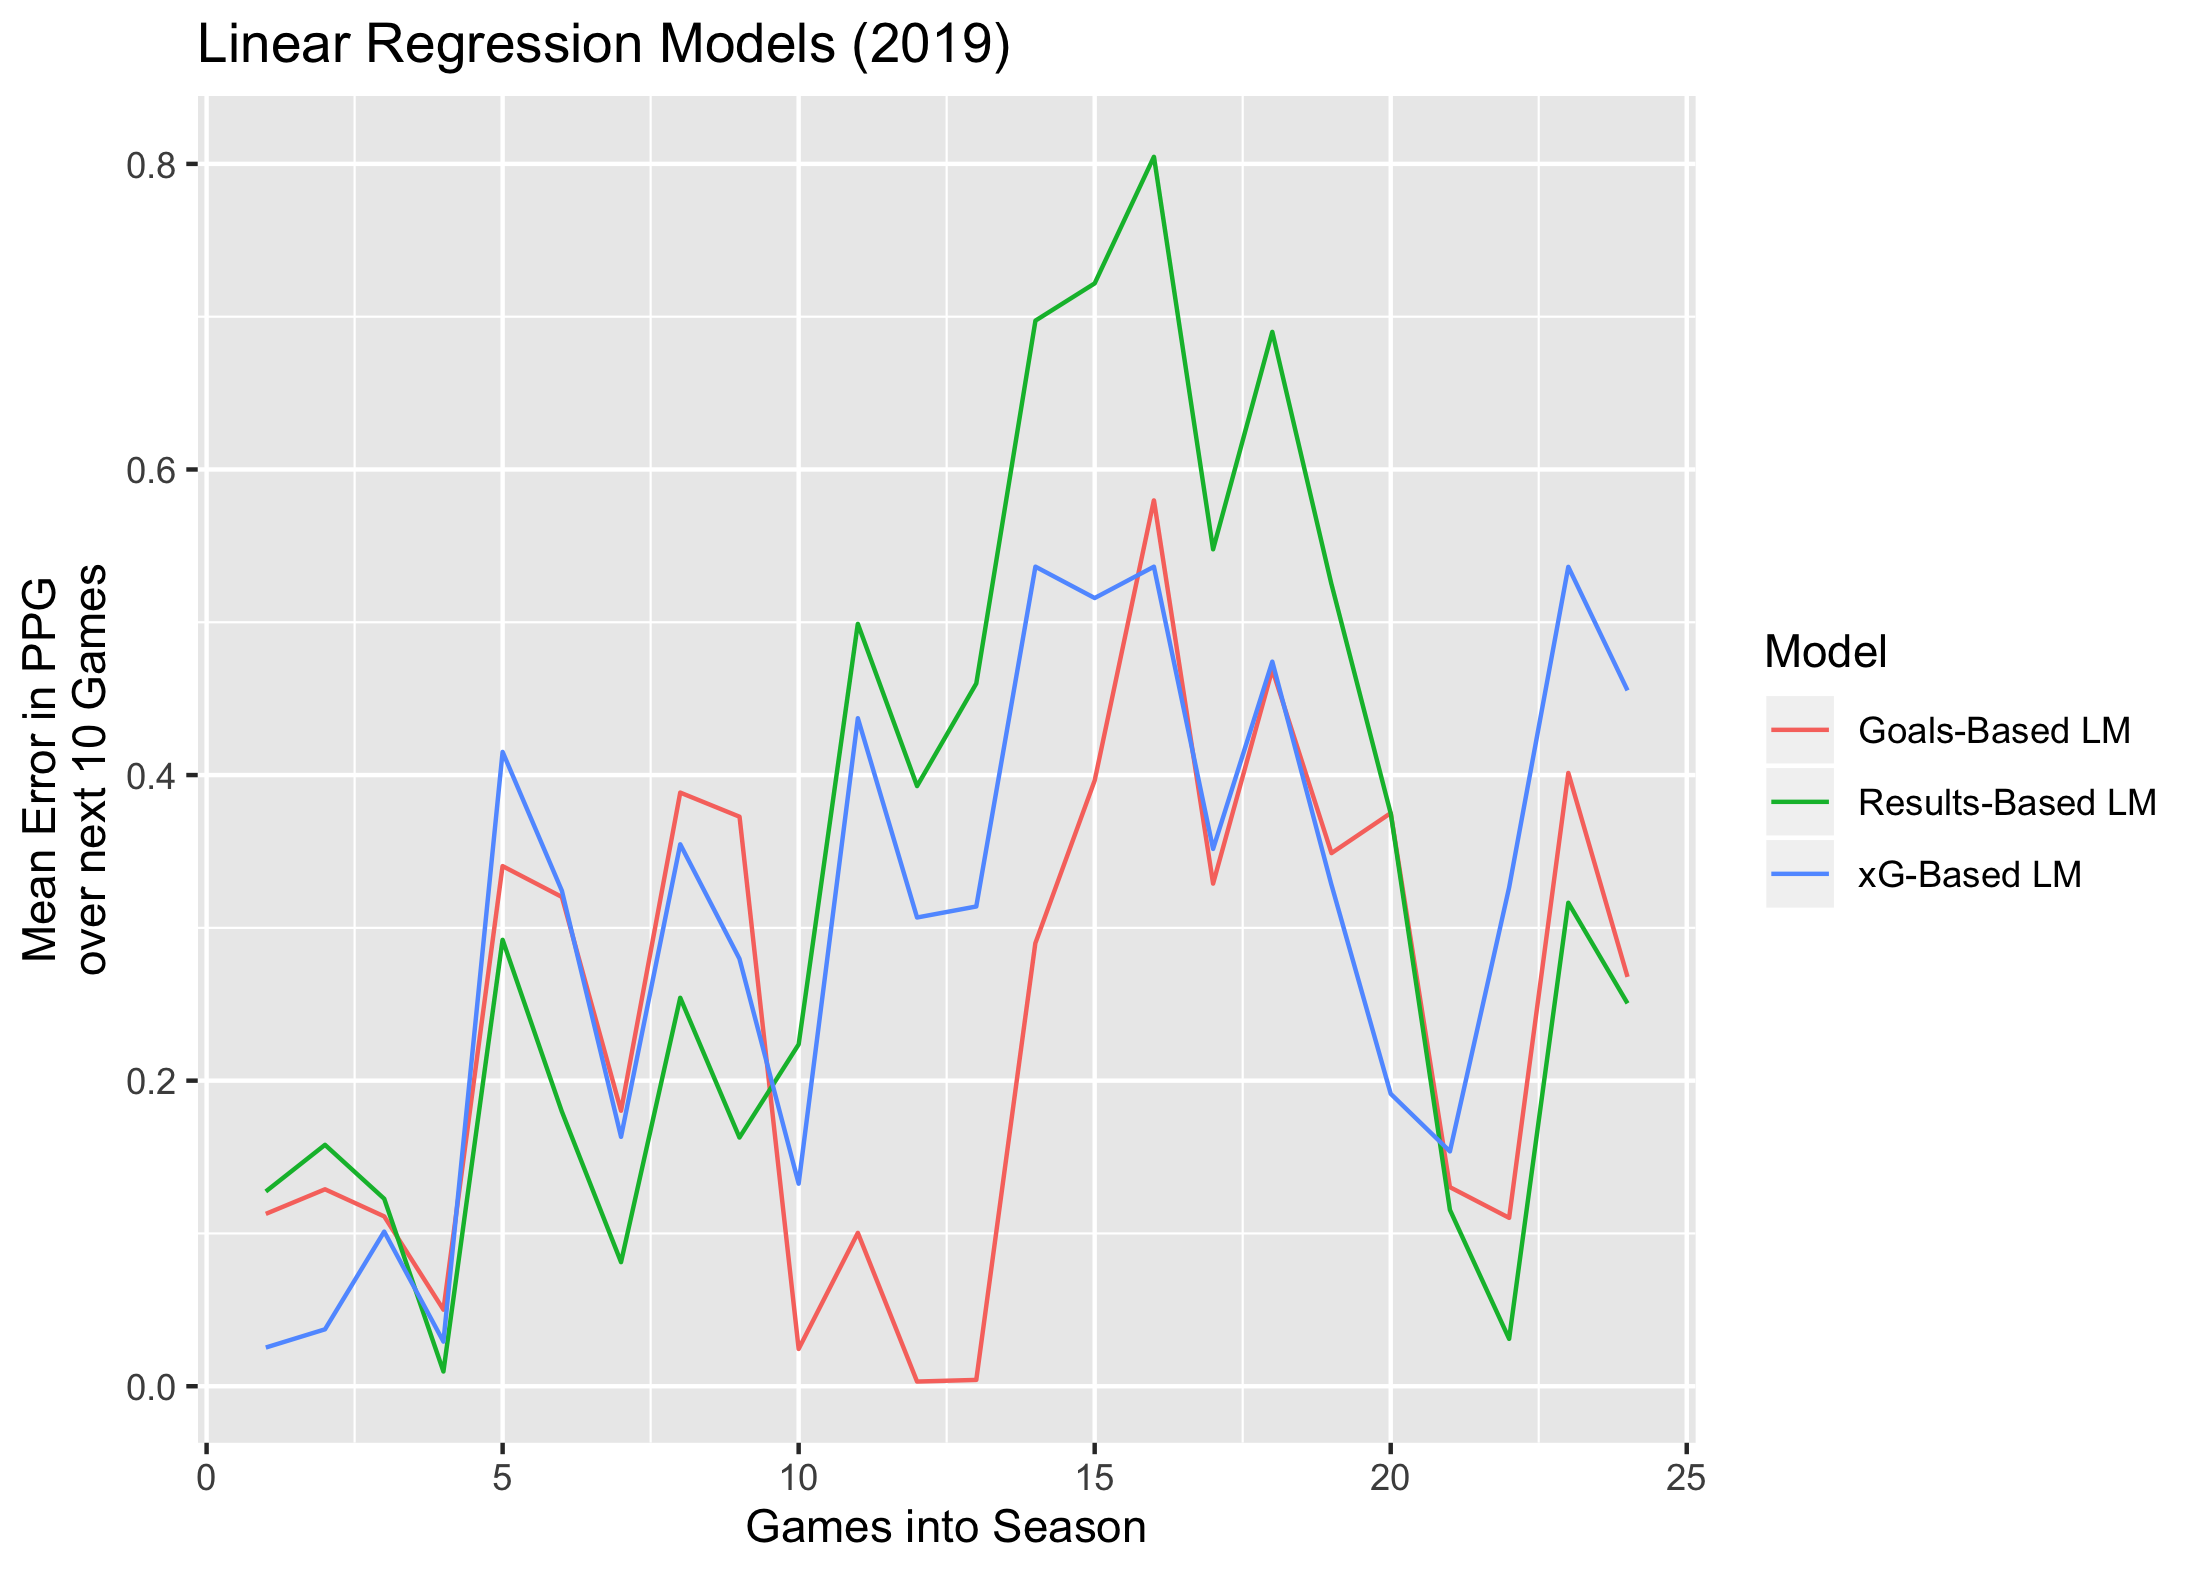 Linear Regression Models (2019)
Mean Error in PPG
over next 10 Games
0.8
0.6
0.4
0.2
0.0
0
5
10
15
20
25
Games into Season
Model
Goals-Based LM
Results-Based LM
xG-Based LM